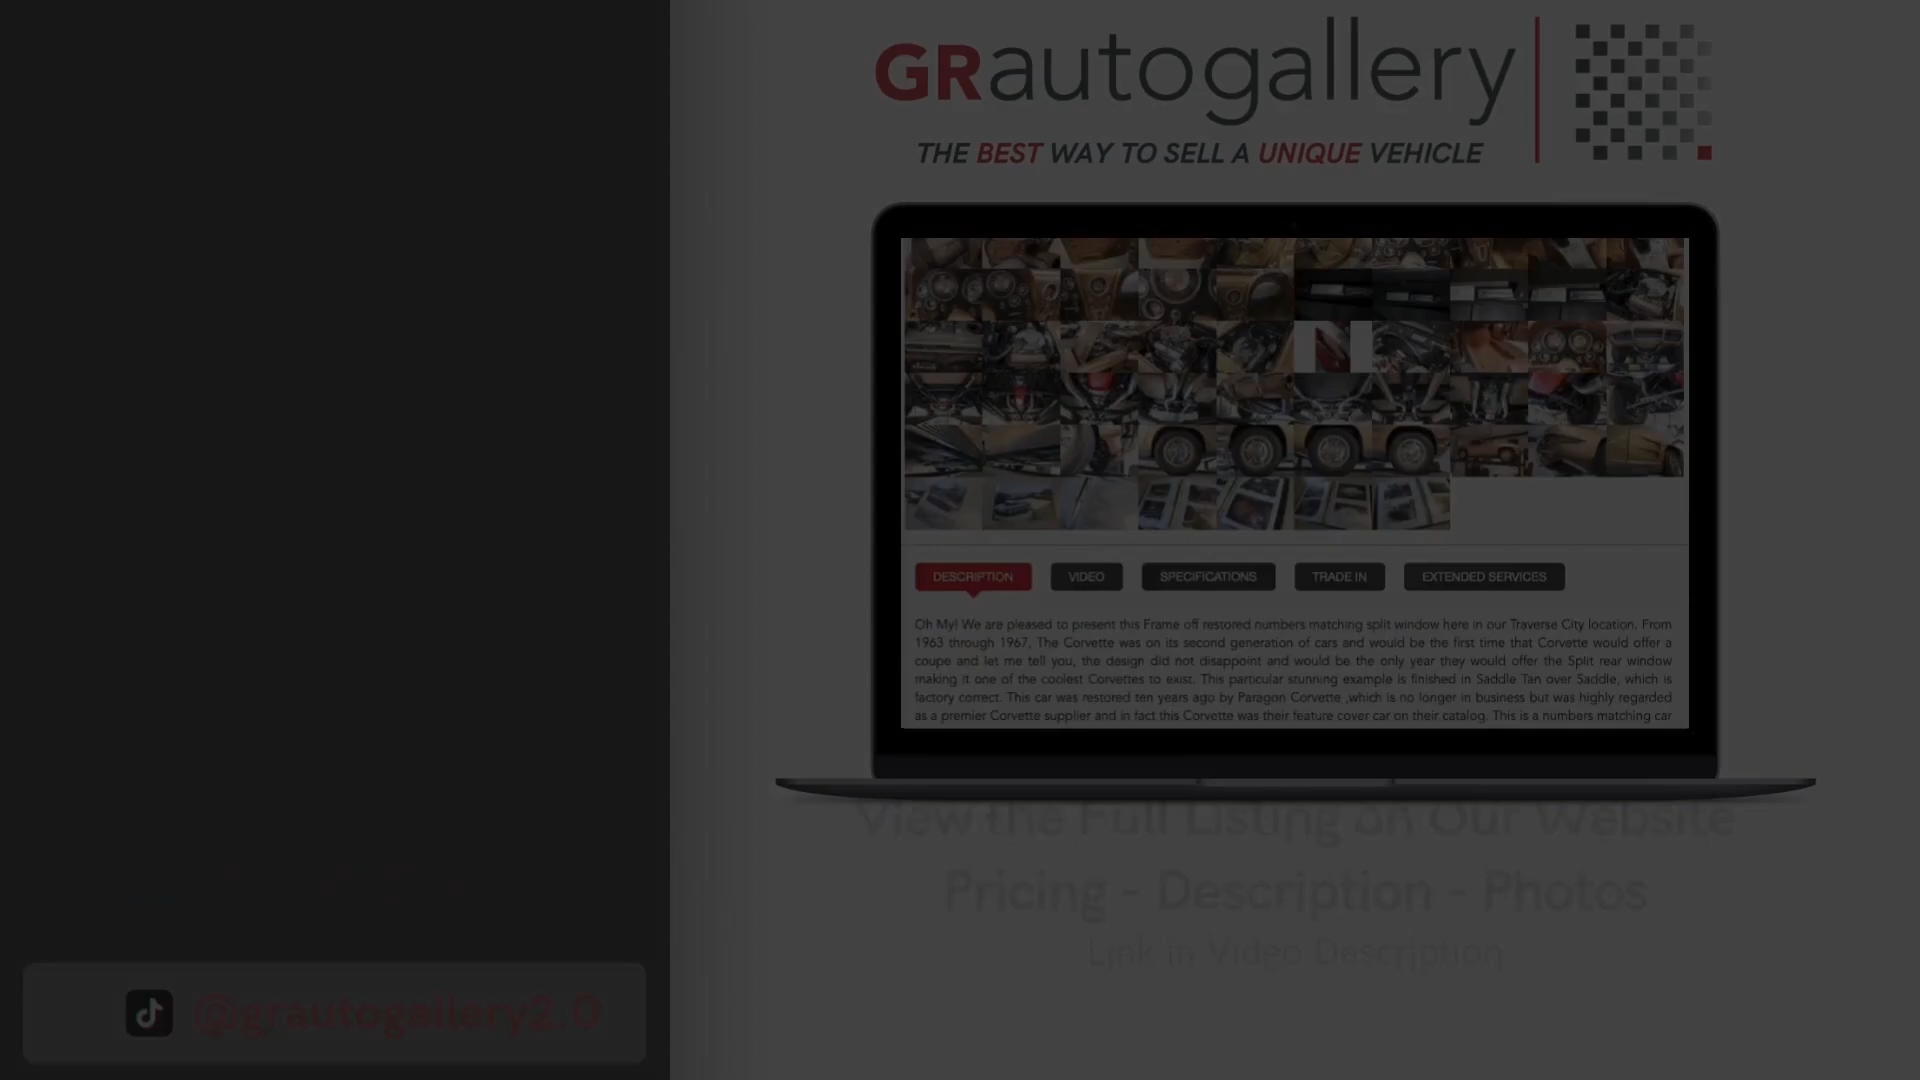 GRautogallery
THE BEST WAY TO SELL A UNIQUE VEHICLE
DESCRIPTION VIDEO SPECIFICATIONS TRADE IN EXTENDED SERVICES
Oh My! We are pleased to present this Frame off restored numbers matching split window here in our Traverse City location. From
1963 through 1967, The Corvette was on its second generation of cars and would be the first time that Corvette would offer a
coupe and let me tell you, the design did not disappoint and would be the only year they would offer the Split rear window
making it one of the coolest Corvettes to exist. This particular stunning example is finished in Saddle Tan over Saddle, which is
factory correct. This car was restored ten years ago by Paragon Corvette ,which is no longer in business but was highly regarded
as a premier Corvette supplier and in fact this Corvette was their feature cover car on their catalog. This is a numbers matching car
View the Full Listing on Our Website
Pricing - Description - Photos
Link in Video Description
@grautogallery2.0